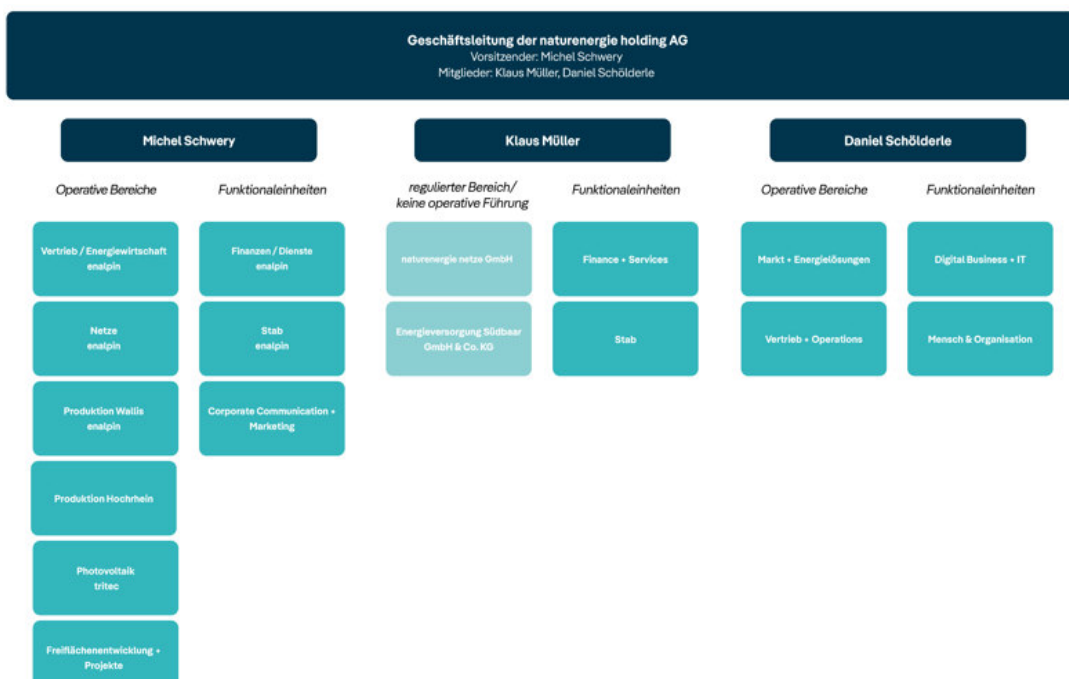 Geschäftsleitung der naturenergie holding AG
Vorsitzender: Michel Schwery
Mitglieder: Klaus Müller, Daniel Schölderle
Michel Schwery
Operative Bereiche
Funktionaleinheiten
Vertrieb / Energiewirtschaft
enalpin
Finanzen / Dienste
enalpin
Netze
enalpin
Stab
enalpin
Produktion Wallis
enalpin
Corporate Communication +
Marketing
Produktion Hochrhein
Photovoltaik
tritec
Freiflächenentwicklung +
Projekte
Klaus Müller
regulierter Bereich/
keine operative Führung
Funktionaleinheiten
naturenergie netze GmbH
Finance + Services
Energieversorgung Südbaar
GmbH & Co. KG
Stab
Daniel Schölderle
Operative Bereiche
Funktionaleinheiten
Markt + Energielösungen
Digital Business + IT
Vertrieb + Operations
Mensch & Organisation